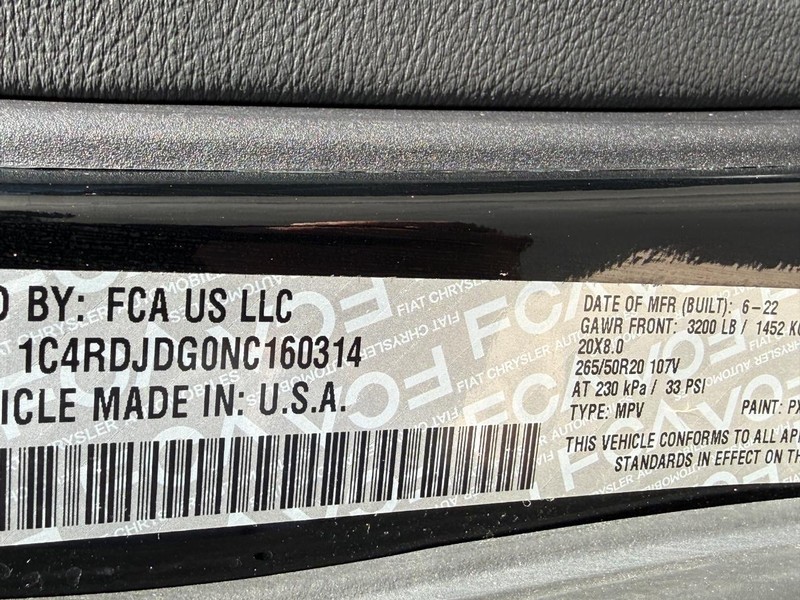 D BY: FCA US LLC
1C4RDJDG0NC160314
ICLE MADE IN: U.S.A.
DATE OF MFR (BUILT): 6-22
GAWR FRONT: 3200 LB / 1452 K
20X8.0
265/50R20 107V
AT 230 kPa / 33 PSI
TYPE: MPV PAINT: PX
THIS VEHICLE CONFORMS TO ALL AP
STANDARDS IN EFFECT ON TH